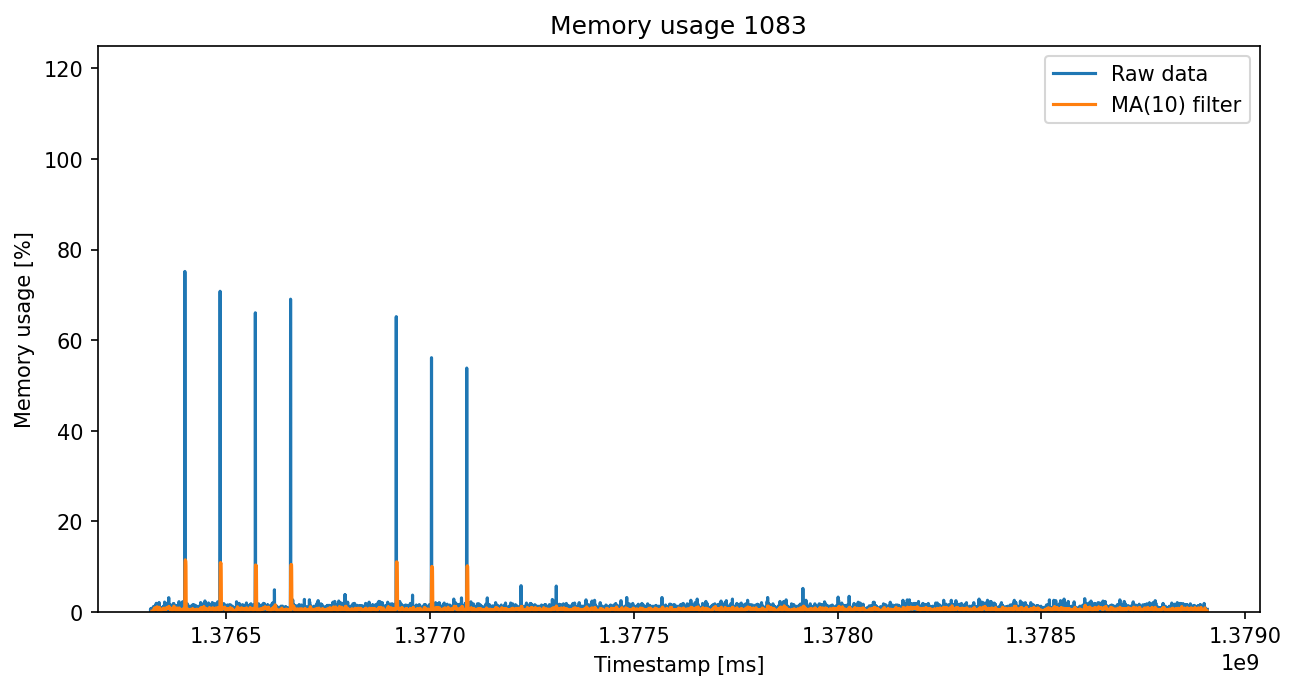 Memory usage 1083
Raw data
MA(10) filter
Memory usage [%]
120
100
80
60
40
20
0
1.3765 1.3770 1.3775 1.3780 1.3785 1.3790
1e9
Timestamp [ms]